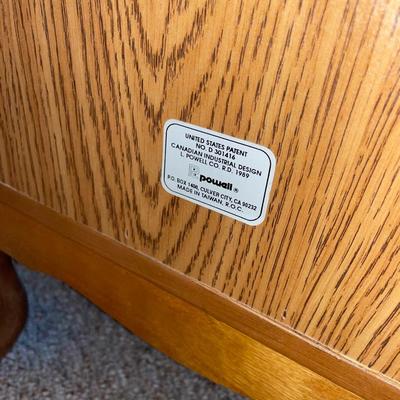 UNITED STATES PATENT
NO. D 301416
CANADIAN INDUSTRIAL DESIGN
L. POWELL CO. R.D. 1989
powell ®
P.O. BOX 1408, CULVER CITY, CA 90232
MADE IN TAIWAN, R.O.C.